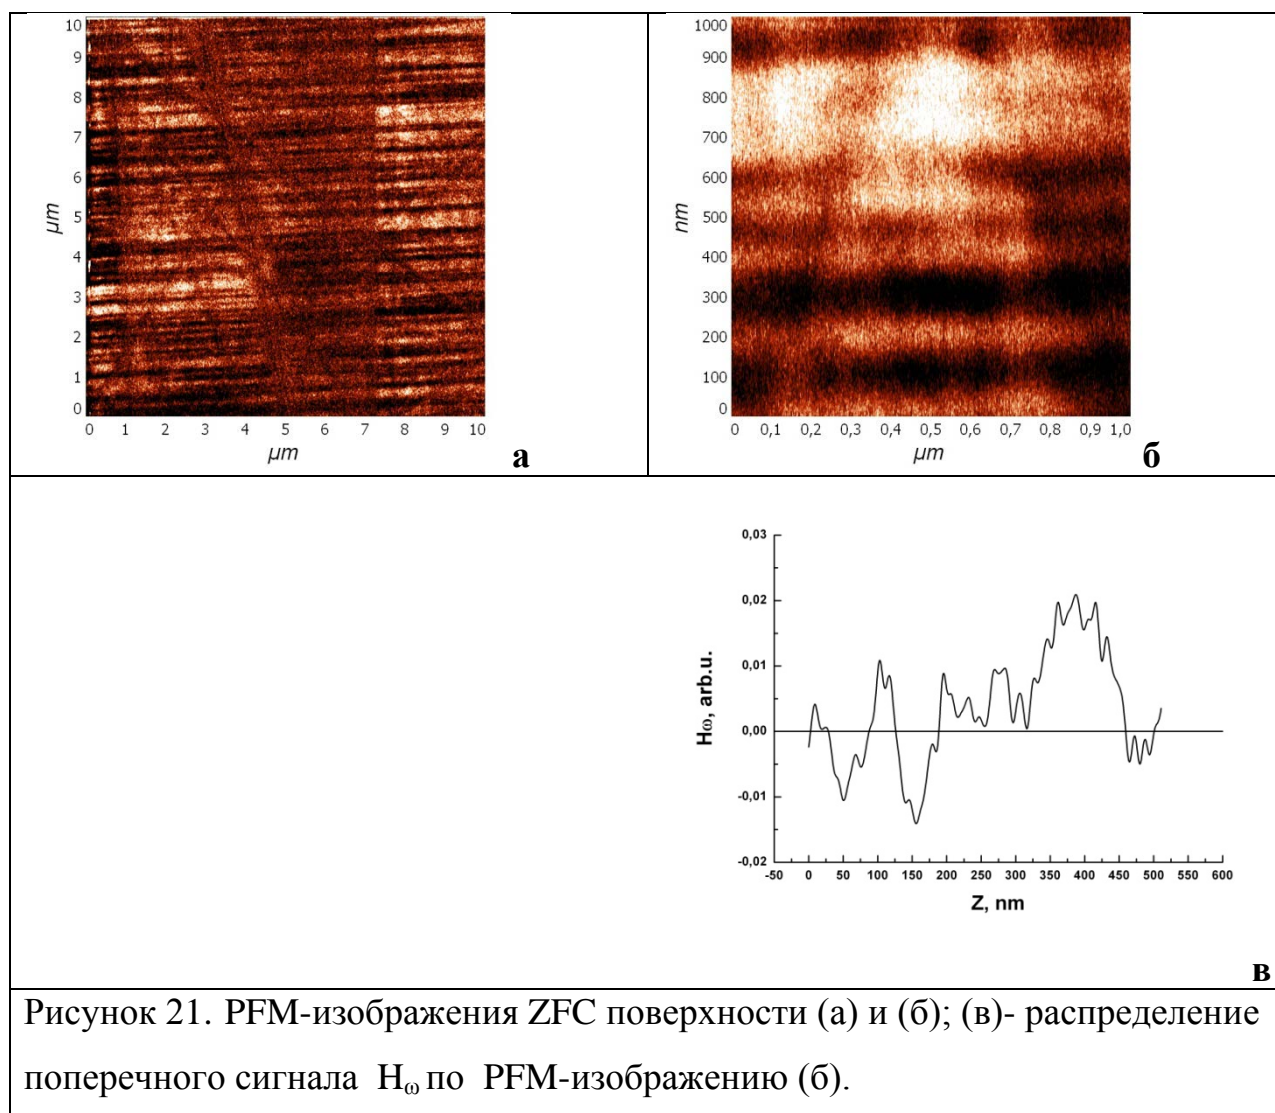 10
9
8
7
6
5
4
3
2
1
0
µm
0 1 2 3 4 5 6 7 8 9 10
µm
а
1000
900
800
700
600
500
400
300
200
100
0
nm
0 0,1 0,2 0,3 0,4 0,5 0,6 0,7 0,8 0,9 1,0
µm
б
0,03
0,02
0,01
0,00
-0,01
-0,02
Hω, arb.u.
-50 0 50 100 150 200 250 300 350 400 450 500 550 600
Z, nm
в
Рисунок 21. PFM-изображения ZFC поверхности (а) и (б); (в)- распределение
поперечного сигнала Hω по PFM-изображению (б).